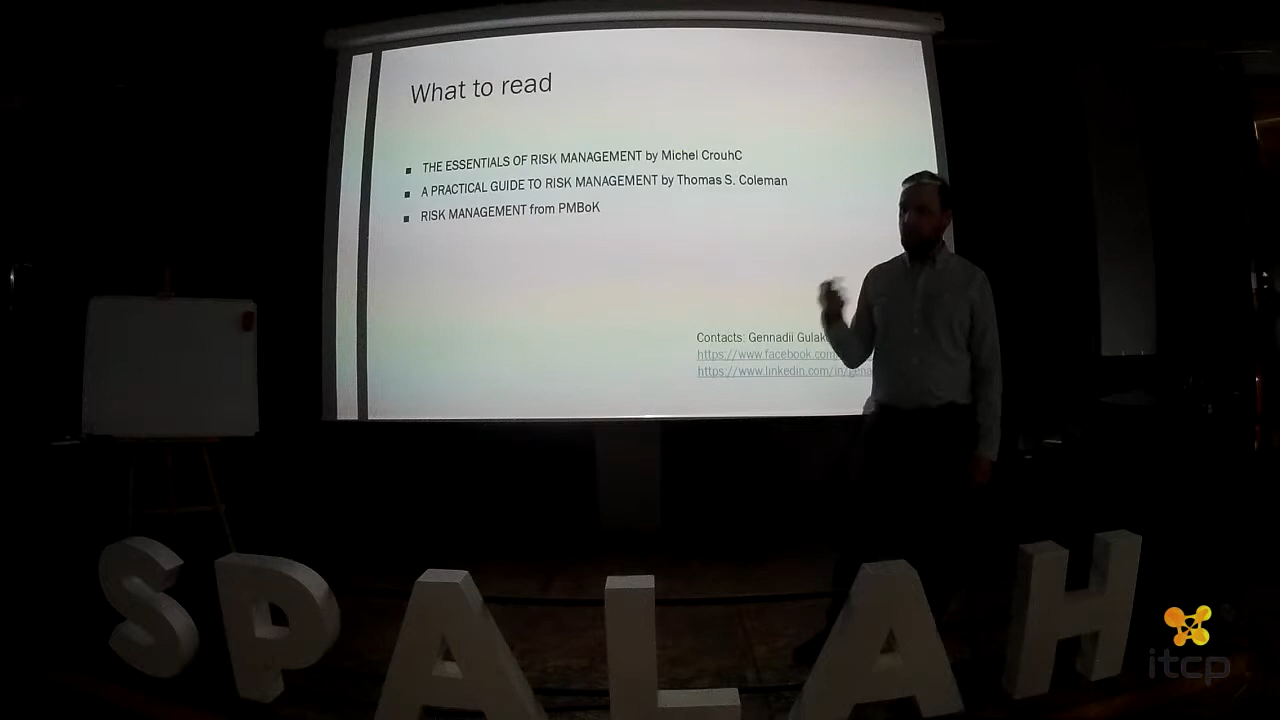 What to read
THE ESSENTIALS OF RISK MANAGEMENT by Michel CrouhC
A PRACTICAL GUIDE TO RISK MANAGEMENT by Thomas S. Coleman
RISK MANAGEMENT from PMBoK
Contacts: Gennadii
https://www.facebook.com
https://www.linkedin.com/in/
SPALAH
itcp